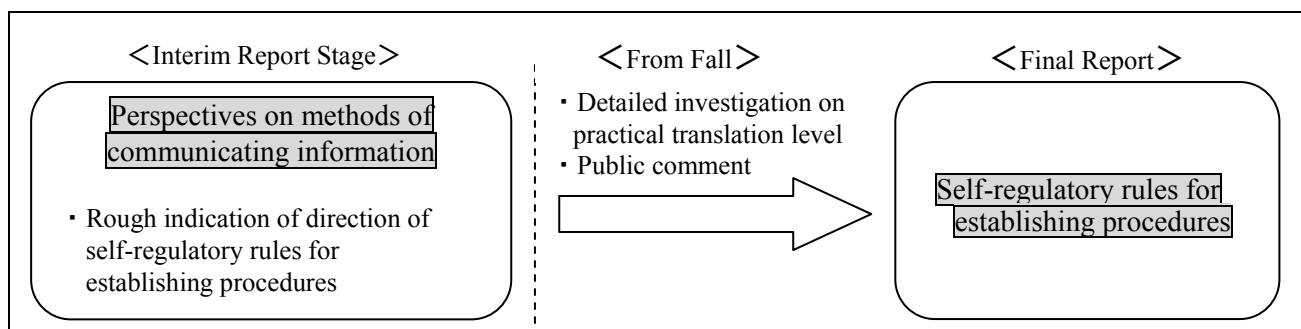 ＜Interim Report Stage＞
Perspectives on methods of
communicating information
・Rough indication of direction of
self-regulatory rules for
establishing procedures
＜From Fall＞
・Detailed investigation on
practical translation level
・Public comment
＜Final Report＞
Self-regulatory rules for
establishing procedures